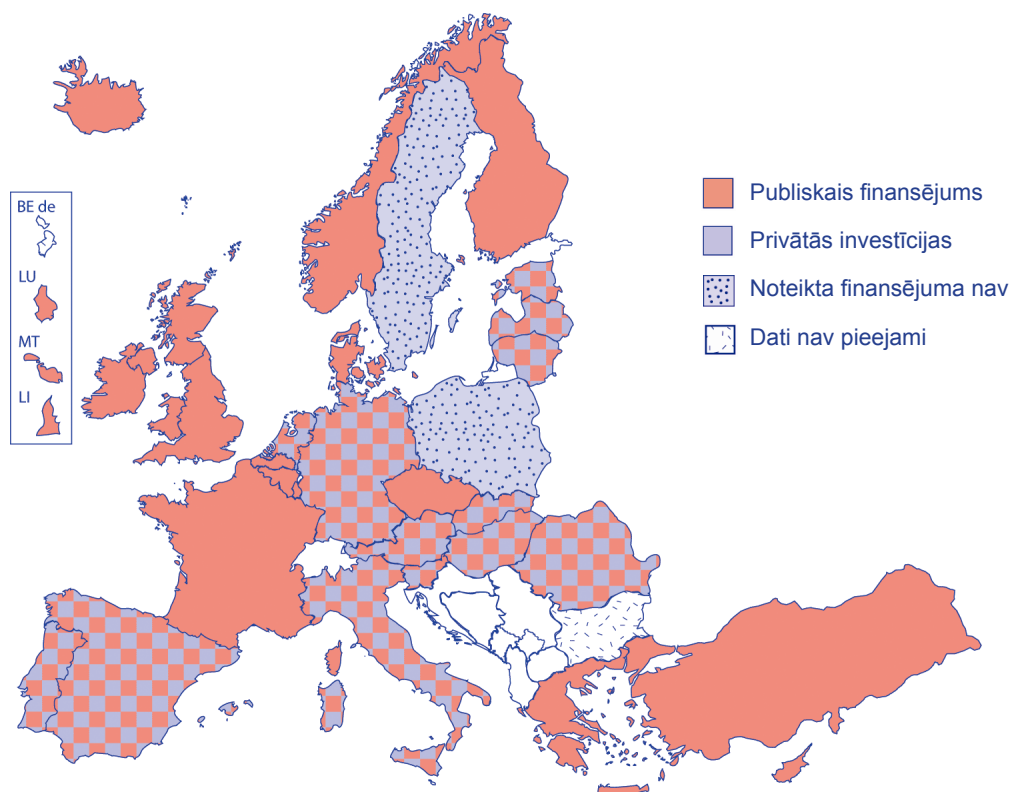 BE de
LU
MT
LI
Publiskais finansējums
Privātās investīcijas
Noteikta finansējuma nav
Dati nav pieejami